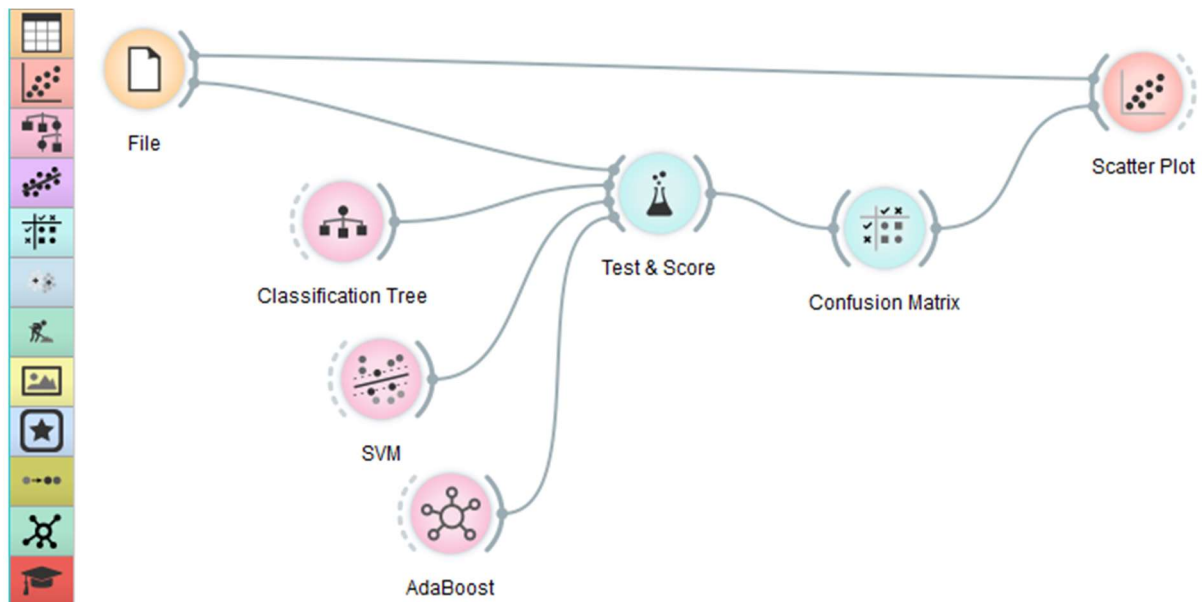 File
Scatter Plot
Test & Score
Classification Tree
Confusion Matrix
SVM
AdaBoost